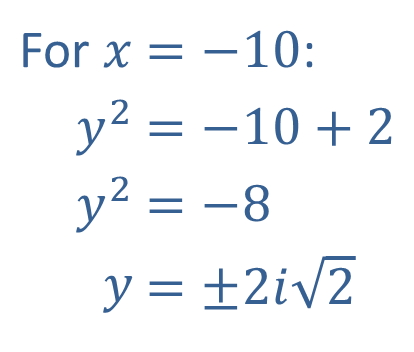 For x = −10:
y² = −10 + 2
y² = −8
y = ±2i√2